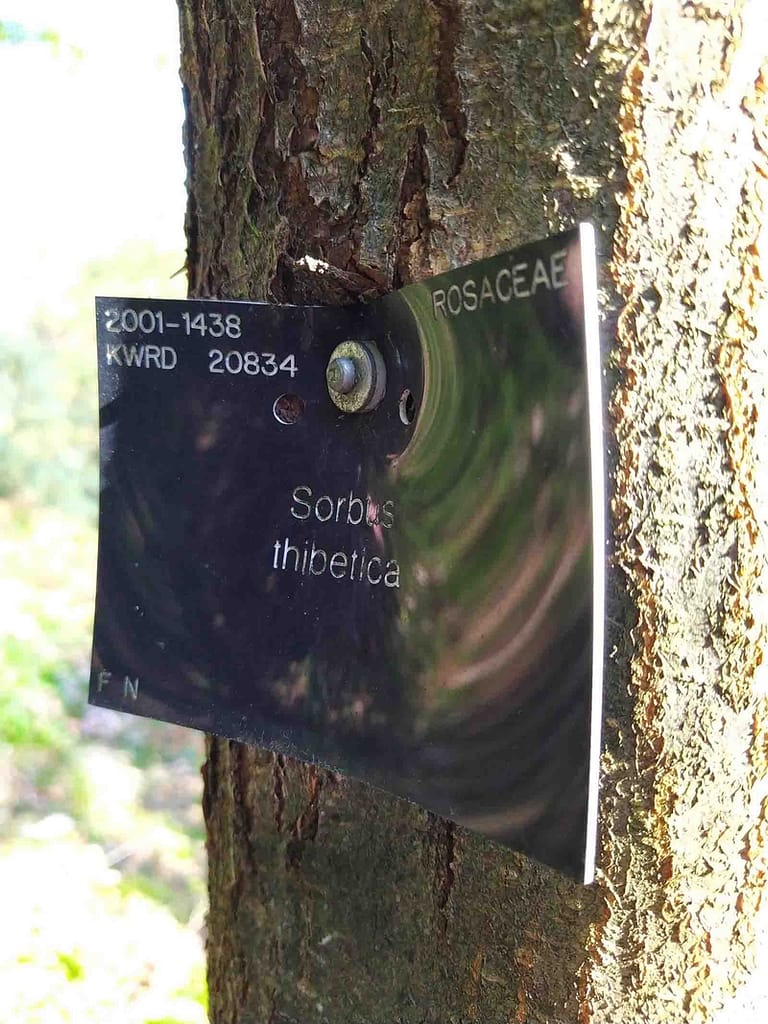 2001-1438
ROSACEAE
KWRD 20834
Sorbus
thibetica
F N